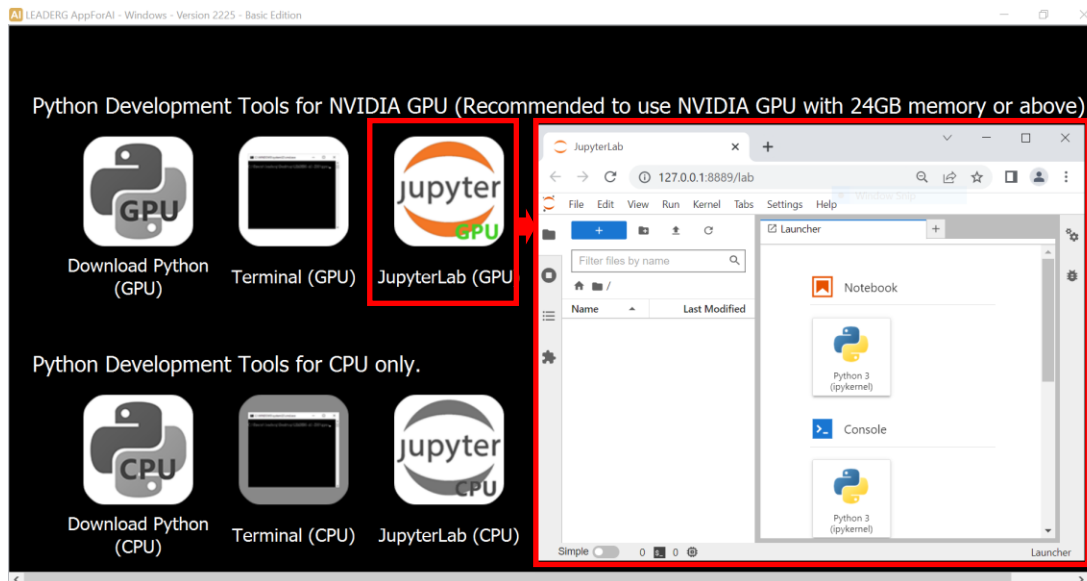 LEADERG AppForAI - Windows - Version 2225 - Basic Edition
Python Development Tools for NVIDIA GPU (Recommended to use NVIDIA GPU with 24GB memory or above)
GPU
Download Python
(GPU)
Terminal (GPU)
jupyter
GPU
JupyterLab (GPU)
Python Development Tools for CPU only.
CPU
Download Python
(CPU)
Terminal (CPU)
jupyter
CPU
JupyterLab (CPU)
JupyterLab
127.0.0.1:8889/lab
File Edit View Run Kernel Tabs Settings Help
Window Snip
Launcher
Filter files by name
/
Name Last Modified
Notebook
Python 3
(ipykernel)
Console
Python 3
(ipykernel)
Simple 0 0 Launcher